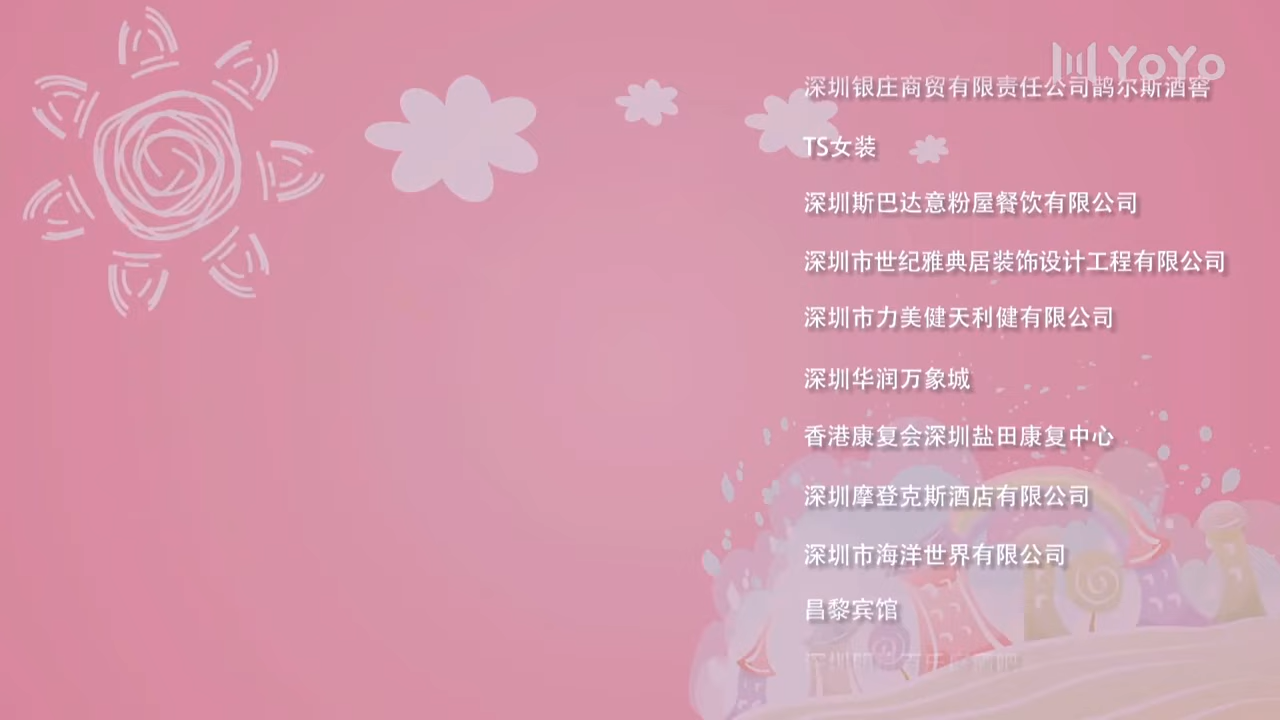 YoYo
深圳银庄商贸有限责任公司鹊尔斯酒窖
TS女装
深圳斯巴达意粉屋餐饮有限公司
深圳市世纪雅典居装饰设计工程有限公司
深圳市力美健天利健有限公司
深圳华润万象城
香港康复会深圳盐田康复中心
深圳摩登克斯酒店有限公司
深圳市海洋世界有限公司
昌黎宾馆